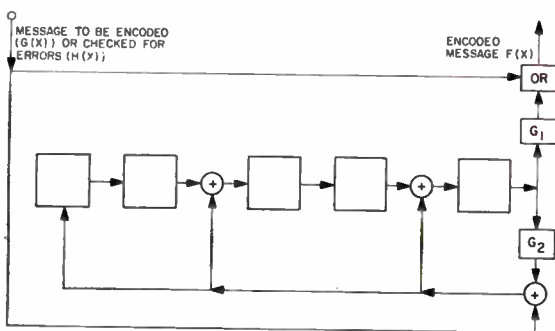 MESSAGE TO BE ENCODED
(G(X)) OR CHECKED FOR
ERRORS (H(X))
ENCODED
MESSAGE F(X)
OR
G1
+
+
G2
+